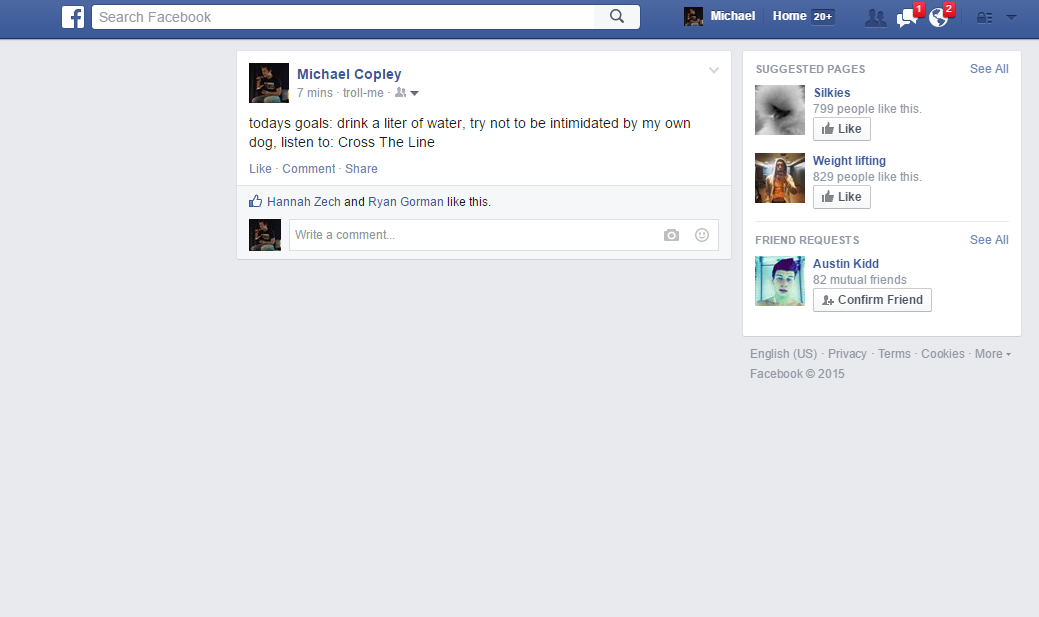 f Search Facebook Michael Home 20+ 1 2
Michael Copley
7 mins · troll-me ·
todays goals: drink a liter of water, try not to be intimidated by my own
dog, listen to: Cross The Line
Like · Comment · Share
Hannah Zech and Ryan Gorman like this.
Write a comment...
SUGGESTED PAGES See All
Silkies
799 people like this.
Like
Weight lifting
829 people like this.
Like
FRIEND REQUESTS See All
Austin Kidd
82 mutual friends
Confirm Friend
English (US) · Privacy · Terms · Cookies · More
Facebook © 2015